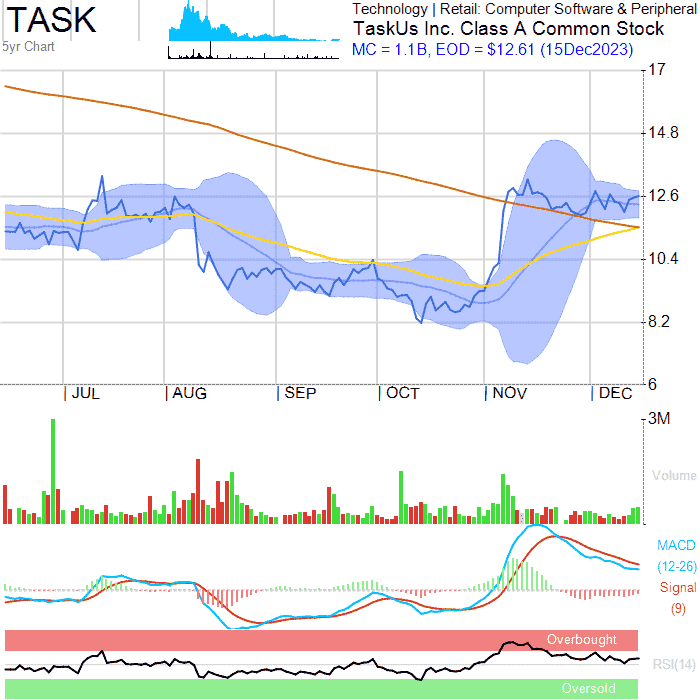 TASK
5yr Chart
Technology | Retail: Computer Software & Peripheral
TaskUs Inc. Class A Common Stock
MC = 1.1B, EOD = $12.61 (15Dec2023)
17
14.8
12.6
10.4
8.2
6
JUL AUG SEP OCT NOV DEC
3M
Volume
MACD
(12-26)
Signal
(9)
Overbought
RSI(14)
Oversold